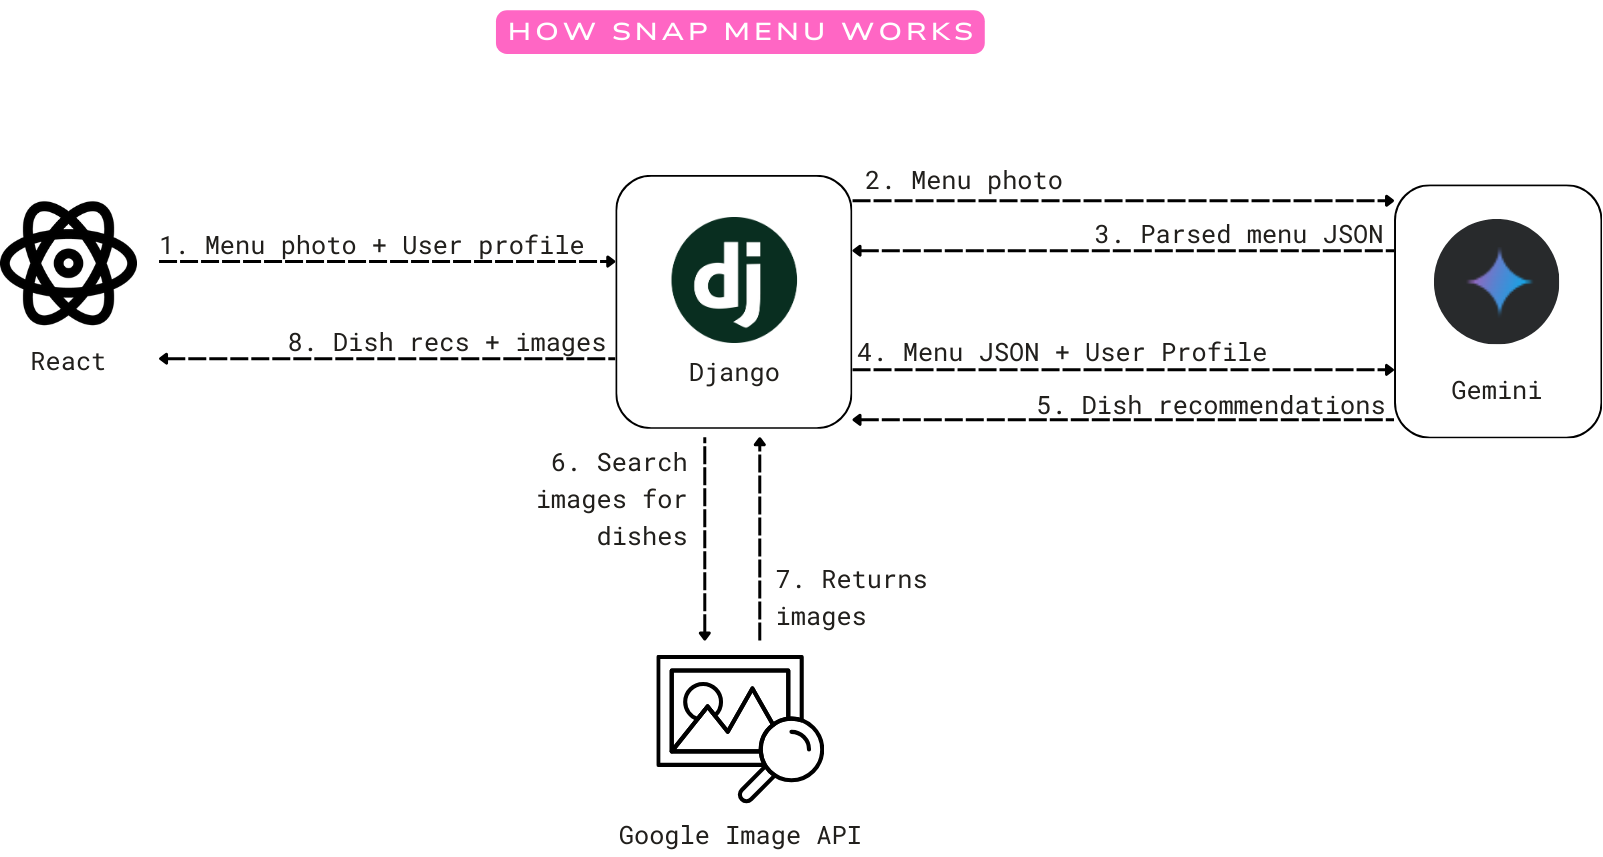 HOW SNAP MENU WORKS
1. Menu photo + User profile
8. Dish recs + images
React
dj
Django
2. Menu photo
3. Parsed menu JSON
4. Menu JSON + User Profile
5. Dish recommendations
Gemini
6. Search
images for
dishes
7. Returns
images
Google Image API